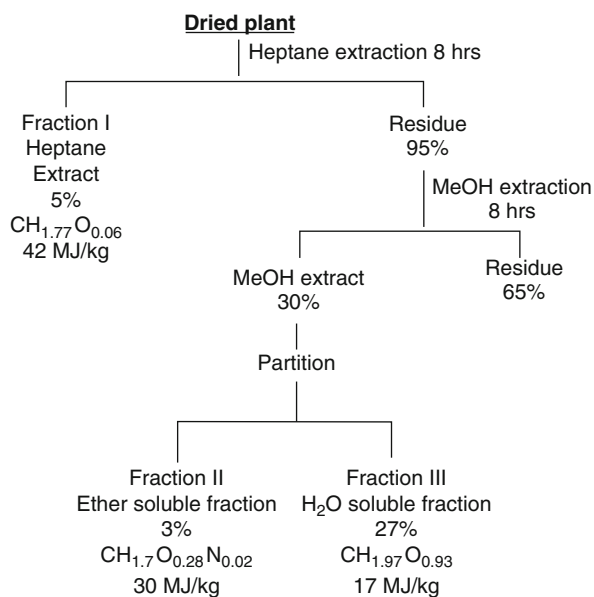 Dried plant
Heptane extraction 8 hrs
Fraction I
Heptane
Extract
5%
CH1.77O0.06
42 MJ/kg
Residue
95%
MeOH extraction
8 hrs
MeOH extract
30%
Residue
65%
Partition
Fraction II
Ether soluble fraction
3%
CH1.7O0.28N0.02
30 MJ/kg
Fraction III
H2O soluble fraction
27%
CH1.97O0.93
17 MJ/kg